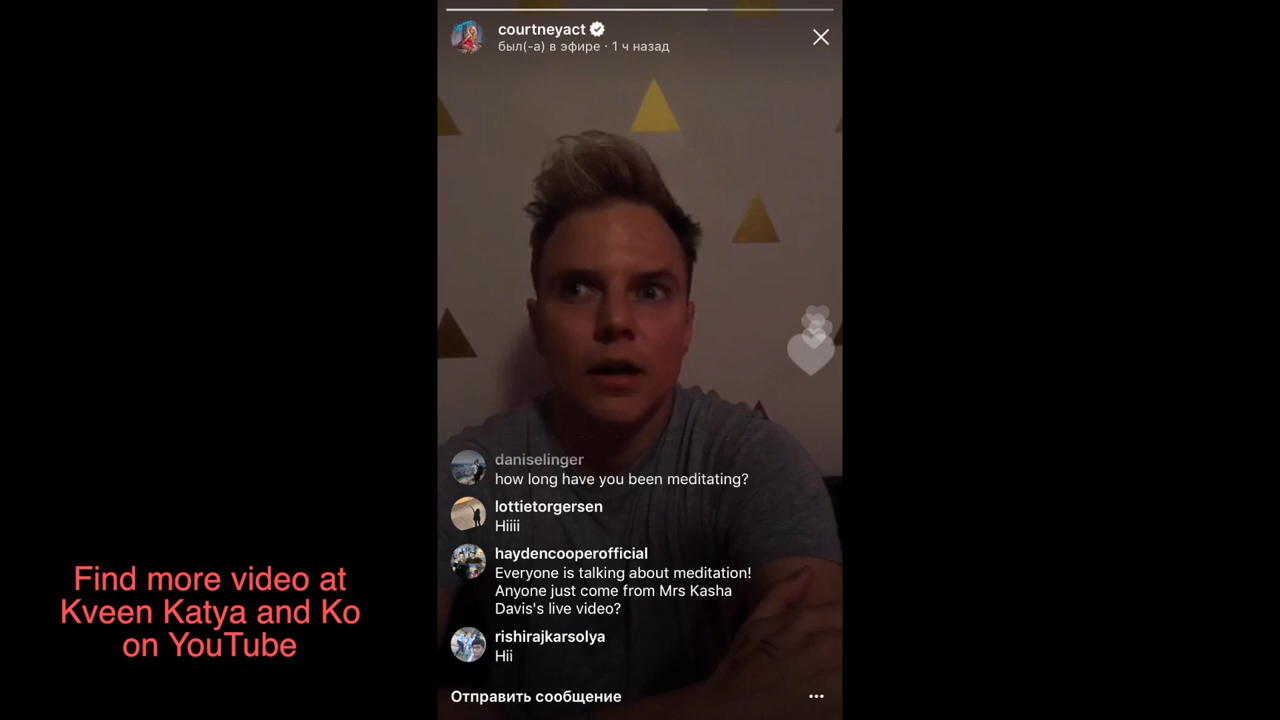 courtneyact
был(-а) в эфире · 1 ч назад
daniselinger
how long have you been meditating?
lottietorgersen
Hiiii
haydencooperofficial
Everyone is talking about meditation!
Anyone just come from Mrs Kasha
Davis's live video?
rishirajkarsolya
Hii
Отправить сообщение
Find more video at
Kveen Katya and Ko
on YouTube